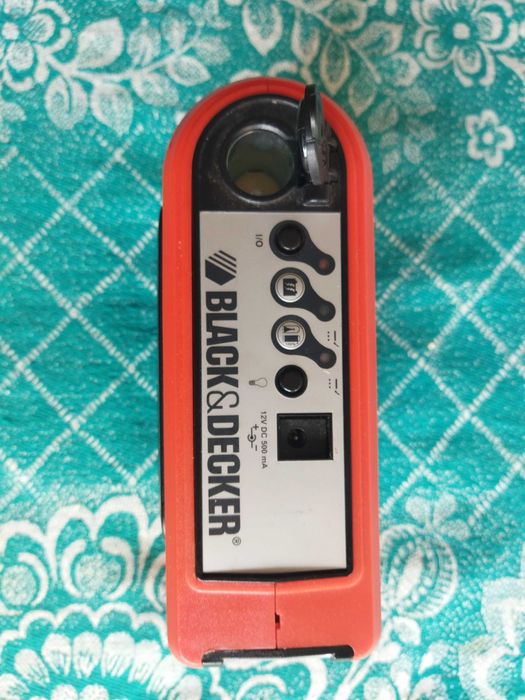 BLACK&DECKER®
I/O
12V DC 500 mA
+ -